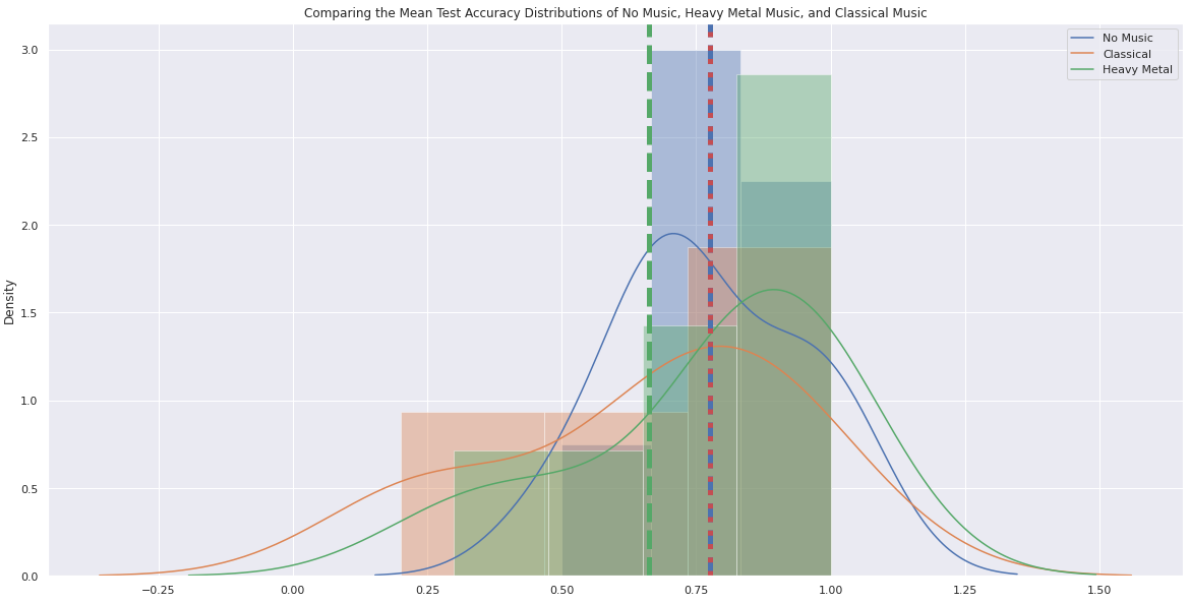 Comparing the Mean Test Accuracy Distributions of No Music, Heavy Metal Music, and Classical Music
No Music
Classical
Heavy Metal
3.0
2.5
2.0
1.5
1.0
0.5
0.0
Density
−0.25 0.00 0.25 0.50 0.75 1.00 1.25 1.50